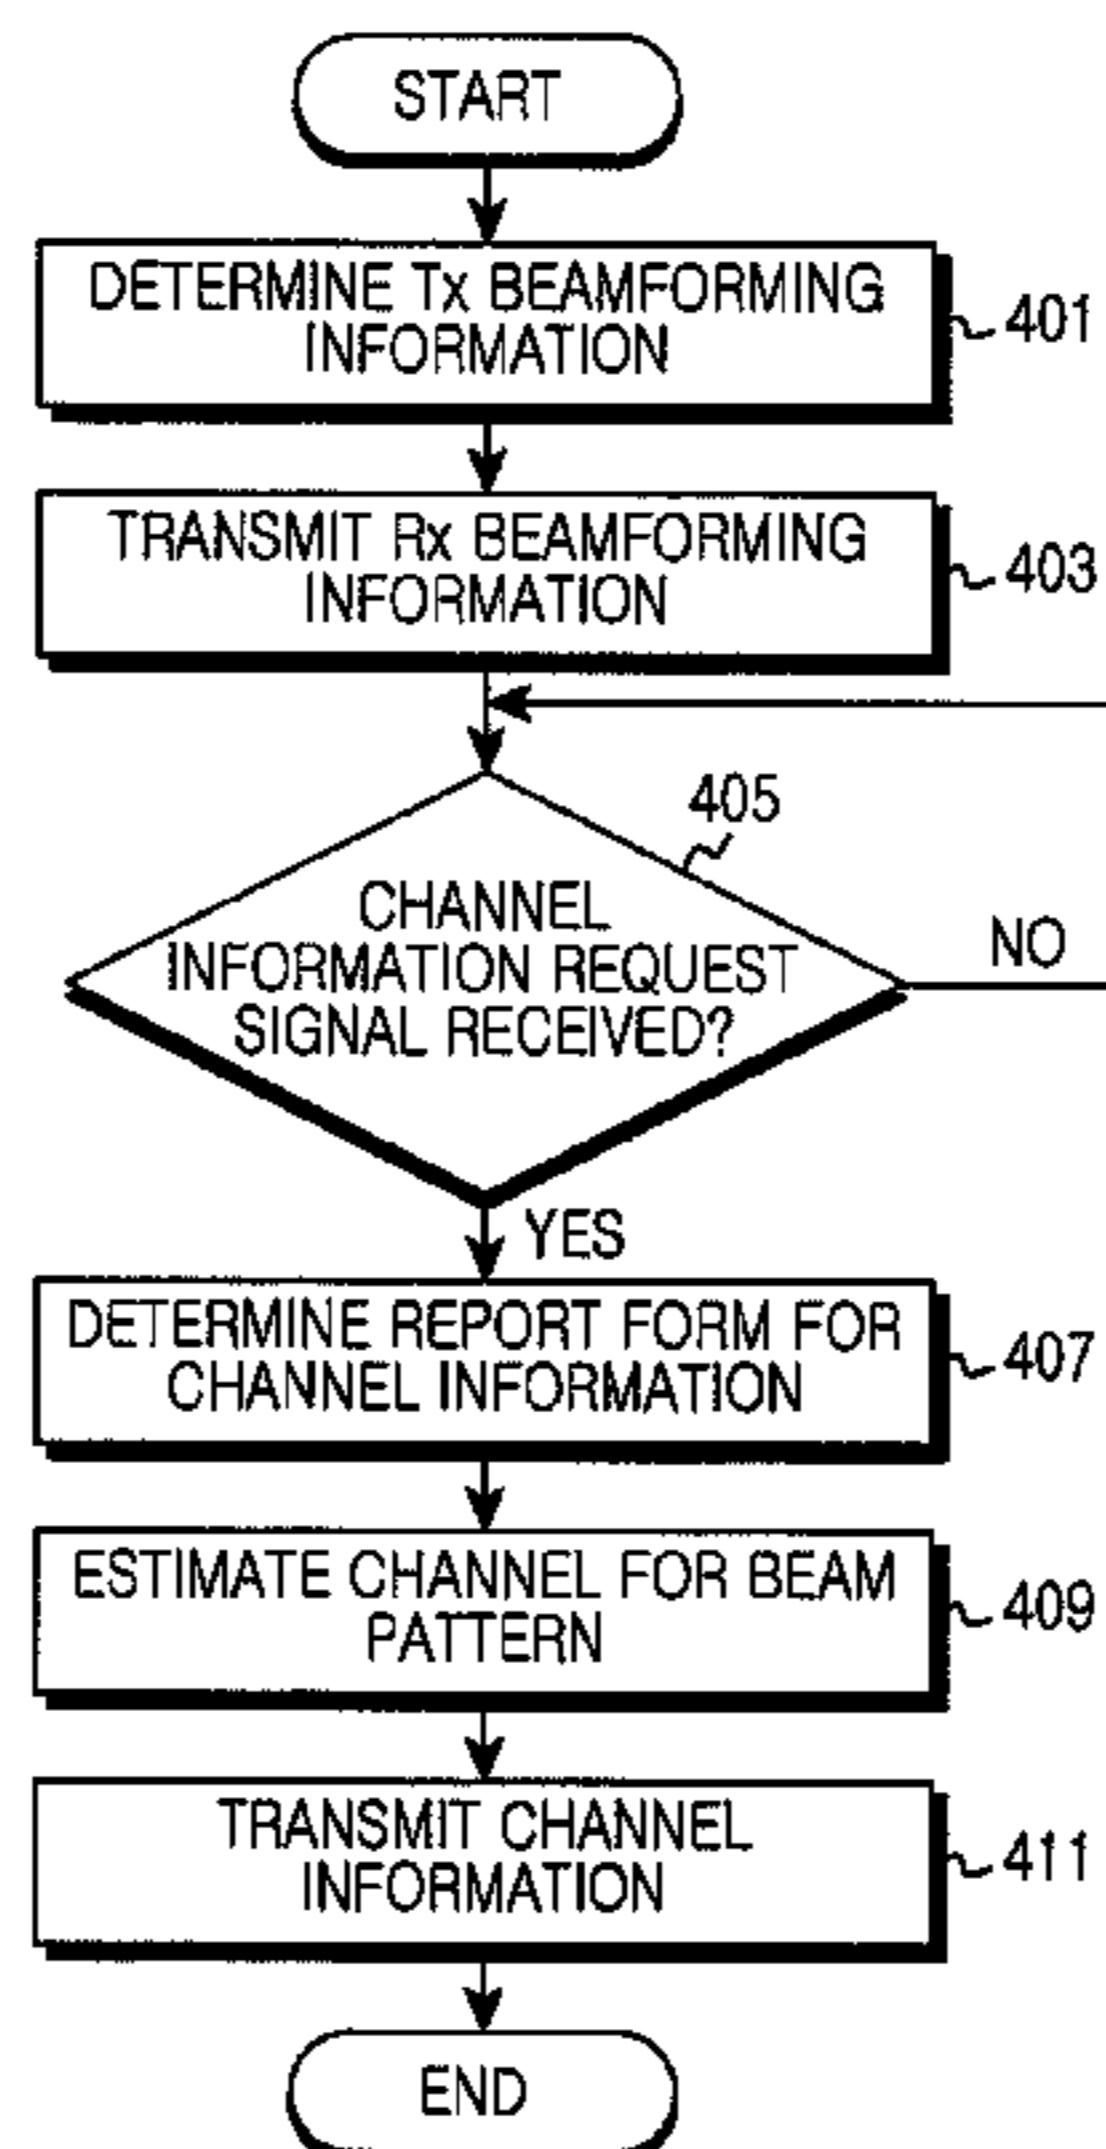 START
DETERMINE Tx BEAMFORMING
INFORMATION
401
TRANSMIT Rx BEAMFORMING
INFORMATION
403
405
CHANNEL
INFORMATION REQUEST
SIGNAL RECEIVED?
NO
YES
DETERMINE REPORT FORM FOR
CHANNEL INFORMATION
407
ESTIMATE CHANNEL FOR BEAM
PATTERN
409
TRANSMIT CHANNEL
INFORMATION
411
END